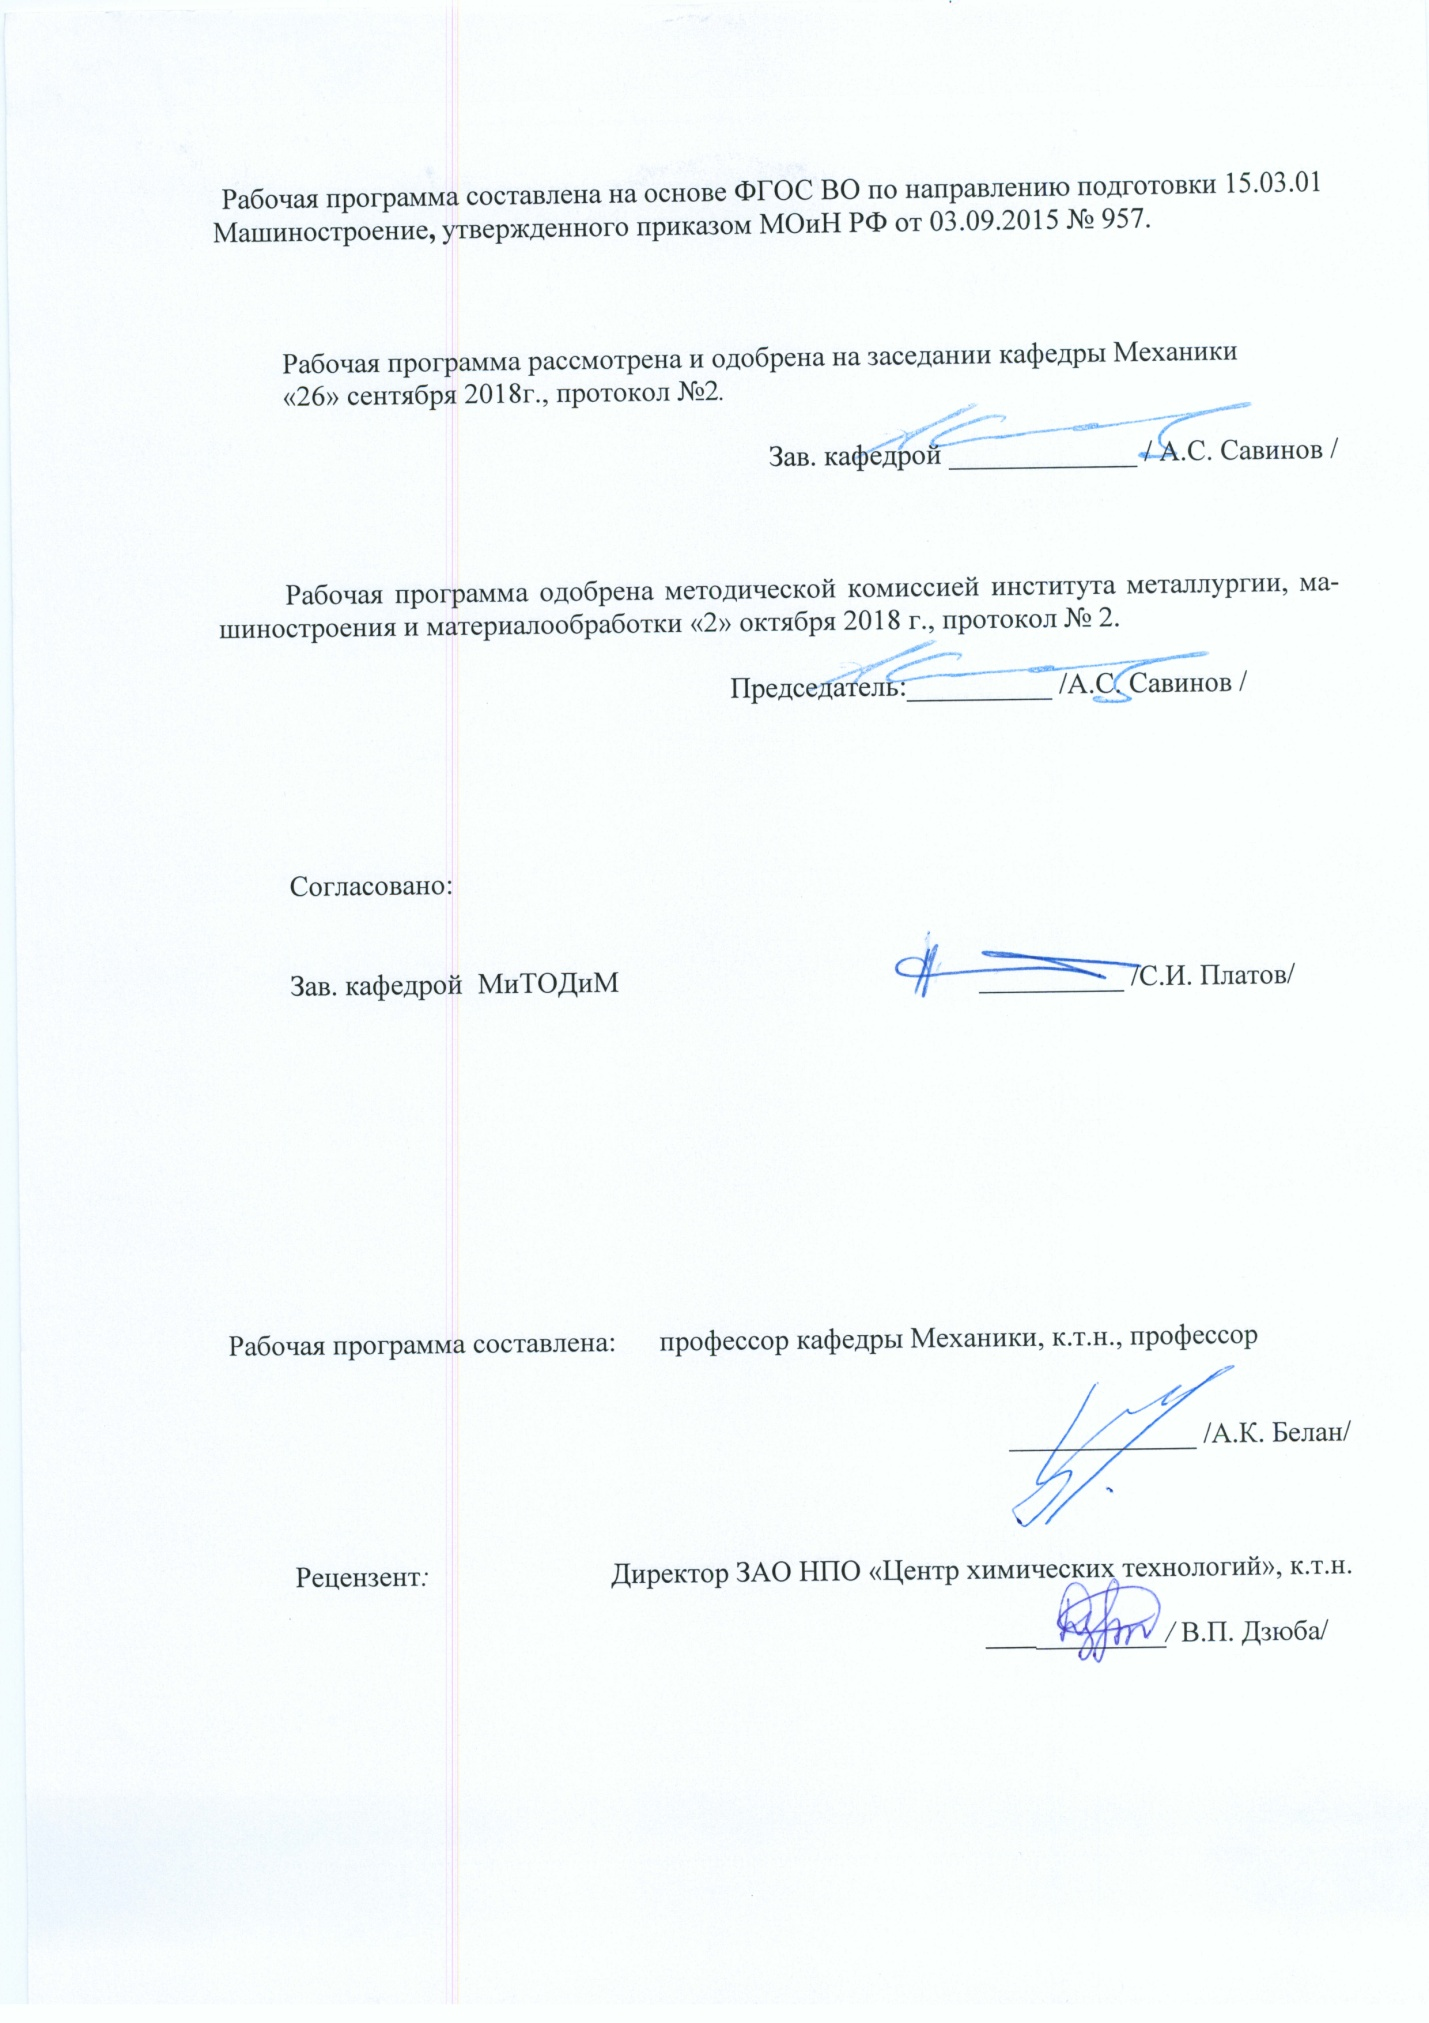 Рабочая программа составлена на основе ФГОС ВО по направлению подготовки 15.03.01
Машиностроение, утвержденного приказом МОиН РФ от 03.09.2015 № 957.
Рабочая программа рассмотрена и одобрена на заседании кафедры Механики
«26» сентября 2018г., протокол №2.
Зав. кафедрой _____________ / А.С. Савинов /
Рабочая программа одобрена методической комиссией института металлургии, ма-
шиностроения и материалообработки «2» октября 2018 г., протокол № 2.
Председатель:__________ /А.С. Савинов /
Согласовано:
Зав. кафедрой МиТОДиМ __________ /С.И. Платов/
Рабочая программа составлена: профессор кафедры Механики, к.т.н., профессор
_____________ /А.К. Белан/
Рецензент: Директор ЗАО НПО «Центр химических технологий», к.т.н.
_____________/ В.П. Дзюба/